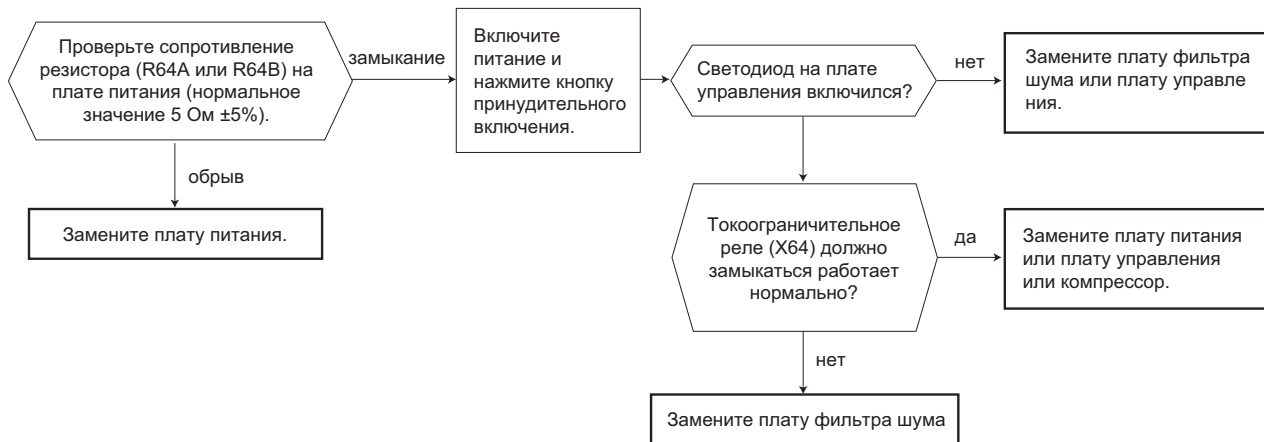 Проверьте сопротивление
резистора (R64A или R64B) на
плате питания (нормальное
значение 5 Ом ±5%).
замыкание
Включите
питание и
нажмите кнопку
принудительного
включения.
Светодиод на плате
управления включился?
нет
Замените плату фильтра
шума или плату управле
ния.
обрыв
Замените плату питания.
Токоограничительное
реле (X64) должно
замыкаться работает
нормально?
да
Замените плату питания
или плату управления
или компрессор.
нет
Замените плату фильтра шума